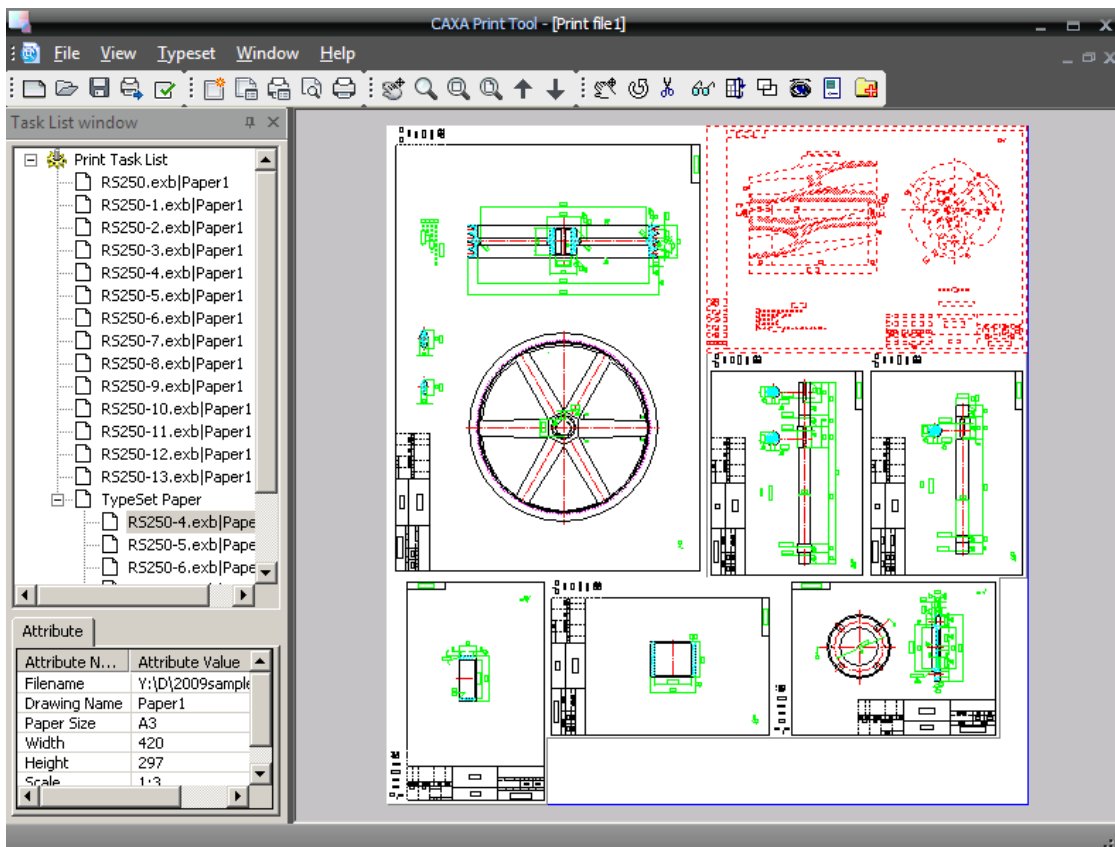 CAXA Print Tool - [Print file1]
File View Typeset Window Help
Task List window
Print Task List
RS250.exb|Paper1
RS250-1.exb|Paper1
RS250-2.exb|Paper1
RS250-3.exb|Paper1
RS250-4.exb|Paper1
RS250-5.exb|Paper1
RS250-6.exb|Paper1
RS250-7.exb|Paper1
RS250-8.exb|Paper1
RS250-9.exb|Paper1
RS250-10.exb|Paper1
RS250-11.exb|Paper1
RS250-12.exb|Paper1
RS250-13.exb|Paper1
TypeSet Paper
RS250-4.exb|Pape
RS250-5.exb|Pape
RS250-6.exb|Pape
Attribute
Attribute N... Attribute Value
Filename Y:\D\2009sample
Drawing Name Paper1
Paper Size A3
Width 420
Height 297
Scale 1:3